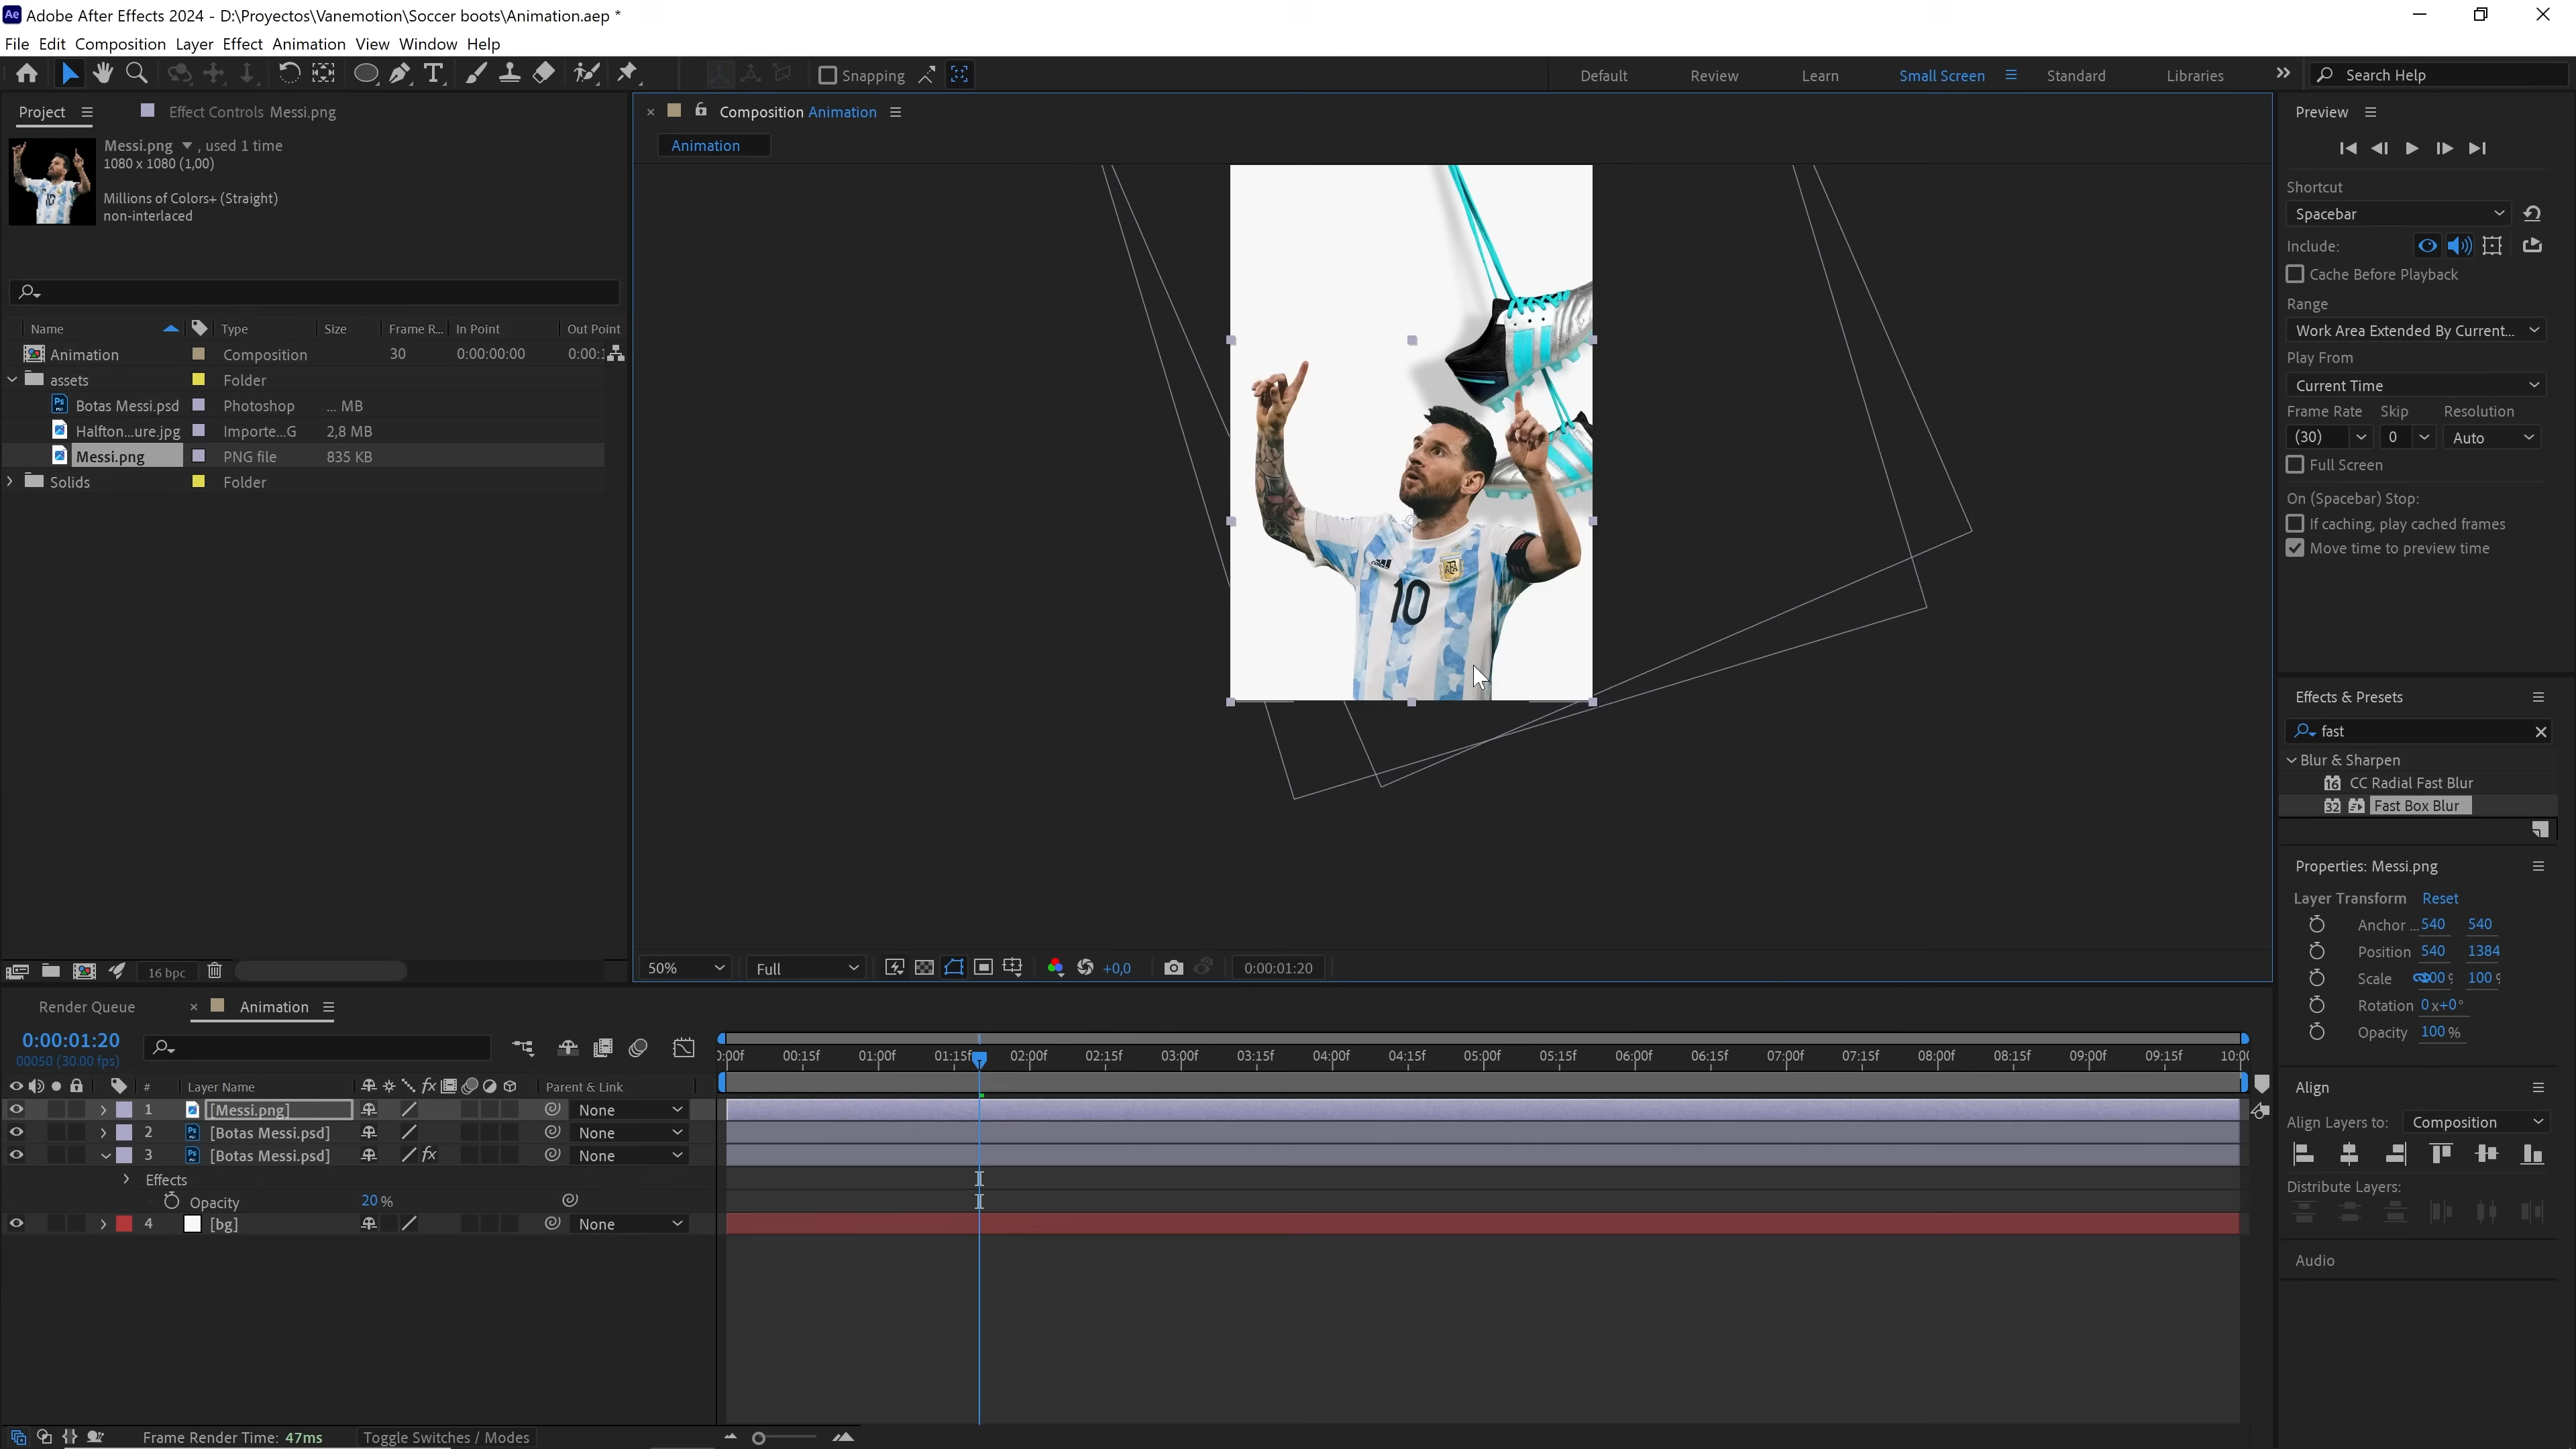 Adobe After Effects 2024 - D:\Proyectos\Vanemotion\Soccer boots\Animation.aep *
File Edit Composition Layer Effect Animation View Window Help
Snapping Default Review Learn Small Screen Standard Libraries Search Help
Project Effect Controls Messi.png
Messi.png , used 1 time
1080 x 1080 (1,00)
Millions of Colors+ (Straight)
non-interlaced
Name Type Size Frame R... In Point Out Point
Animation Composition 30 0:00:00:00 0:00:1
assets Folder
Botas Messi.psd Photoshop ... MB
Halfton...ure.jpg Importe...G 2,8 MB
Messi.png PNG file 835 KB
Solids Folder
16 bpc
Composition Animation
Animation
10
AFA
50% Full +0,0 0:00:01:20
Preview
Shortcut
Spacebar
Include:
Cache Before Playback
Range
Work Area Extended By Current...
Play From
Current Time
Frame Rate Skip Resolution
(30) 0 Auto
Full Screen
On (Spacebar) Stop:
If caching, play cached frames
Move time to preview time
Effects & Presets
fast
Blur & Sharpen
16 CC Radial Fast Blur
32 Fast Box Blur
Properties: Messi.png
Layer Transform Reset
Anchor ... 540 540
Position 540 1384
Scale 100 % 100 %
Rotation 0x+0°
Opacity 100 %
Align
Align Layers to: Composition
Distribute Layers:
Audio
Render Queue Animation
0:00:01:20
00050 (30.00 fps)
# Layer Name fx Parent & Link
1 [Messi.png] None
2 [Botas Messi.psd] None
3 [Botas Messi.psd] fx None
Effects
Opacity 20 %
4 [bg] None
):00f 00:15f 01:00f 01:15f 02:00f 02:15f 03:00f 03:15f 04:00f 04:15f 05:00f 05:15f 06:00f 06:15f 07:00f 07:15f 08:00f 08:15f 09:00f 09:15f 10:00
Frame Render Time: 47ms Toggle Switches / Modes